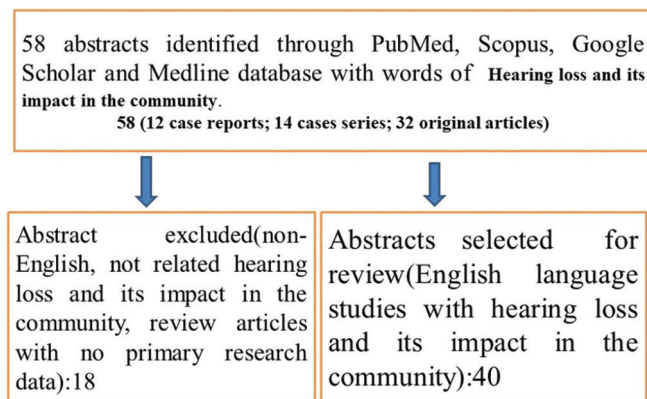 58 abstracts identified through PubMed, Scopus, Google
Scholar and Medline database with words of Hearing loss and its
impact in the community.
58 (12 case reports; 14 cases series; 32 original articles)
Abstract excluded(non-
English, not related hearing
loss and its impact in the
community, review articles
with no primary research
data):18
Abstracts selected for
review(English language
studies with hearing loss
and its impact in the
community):40